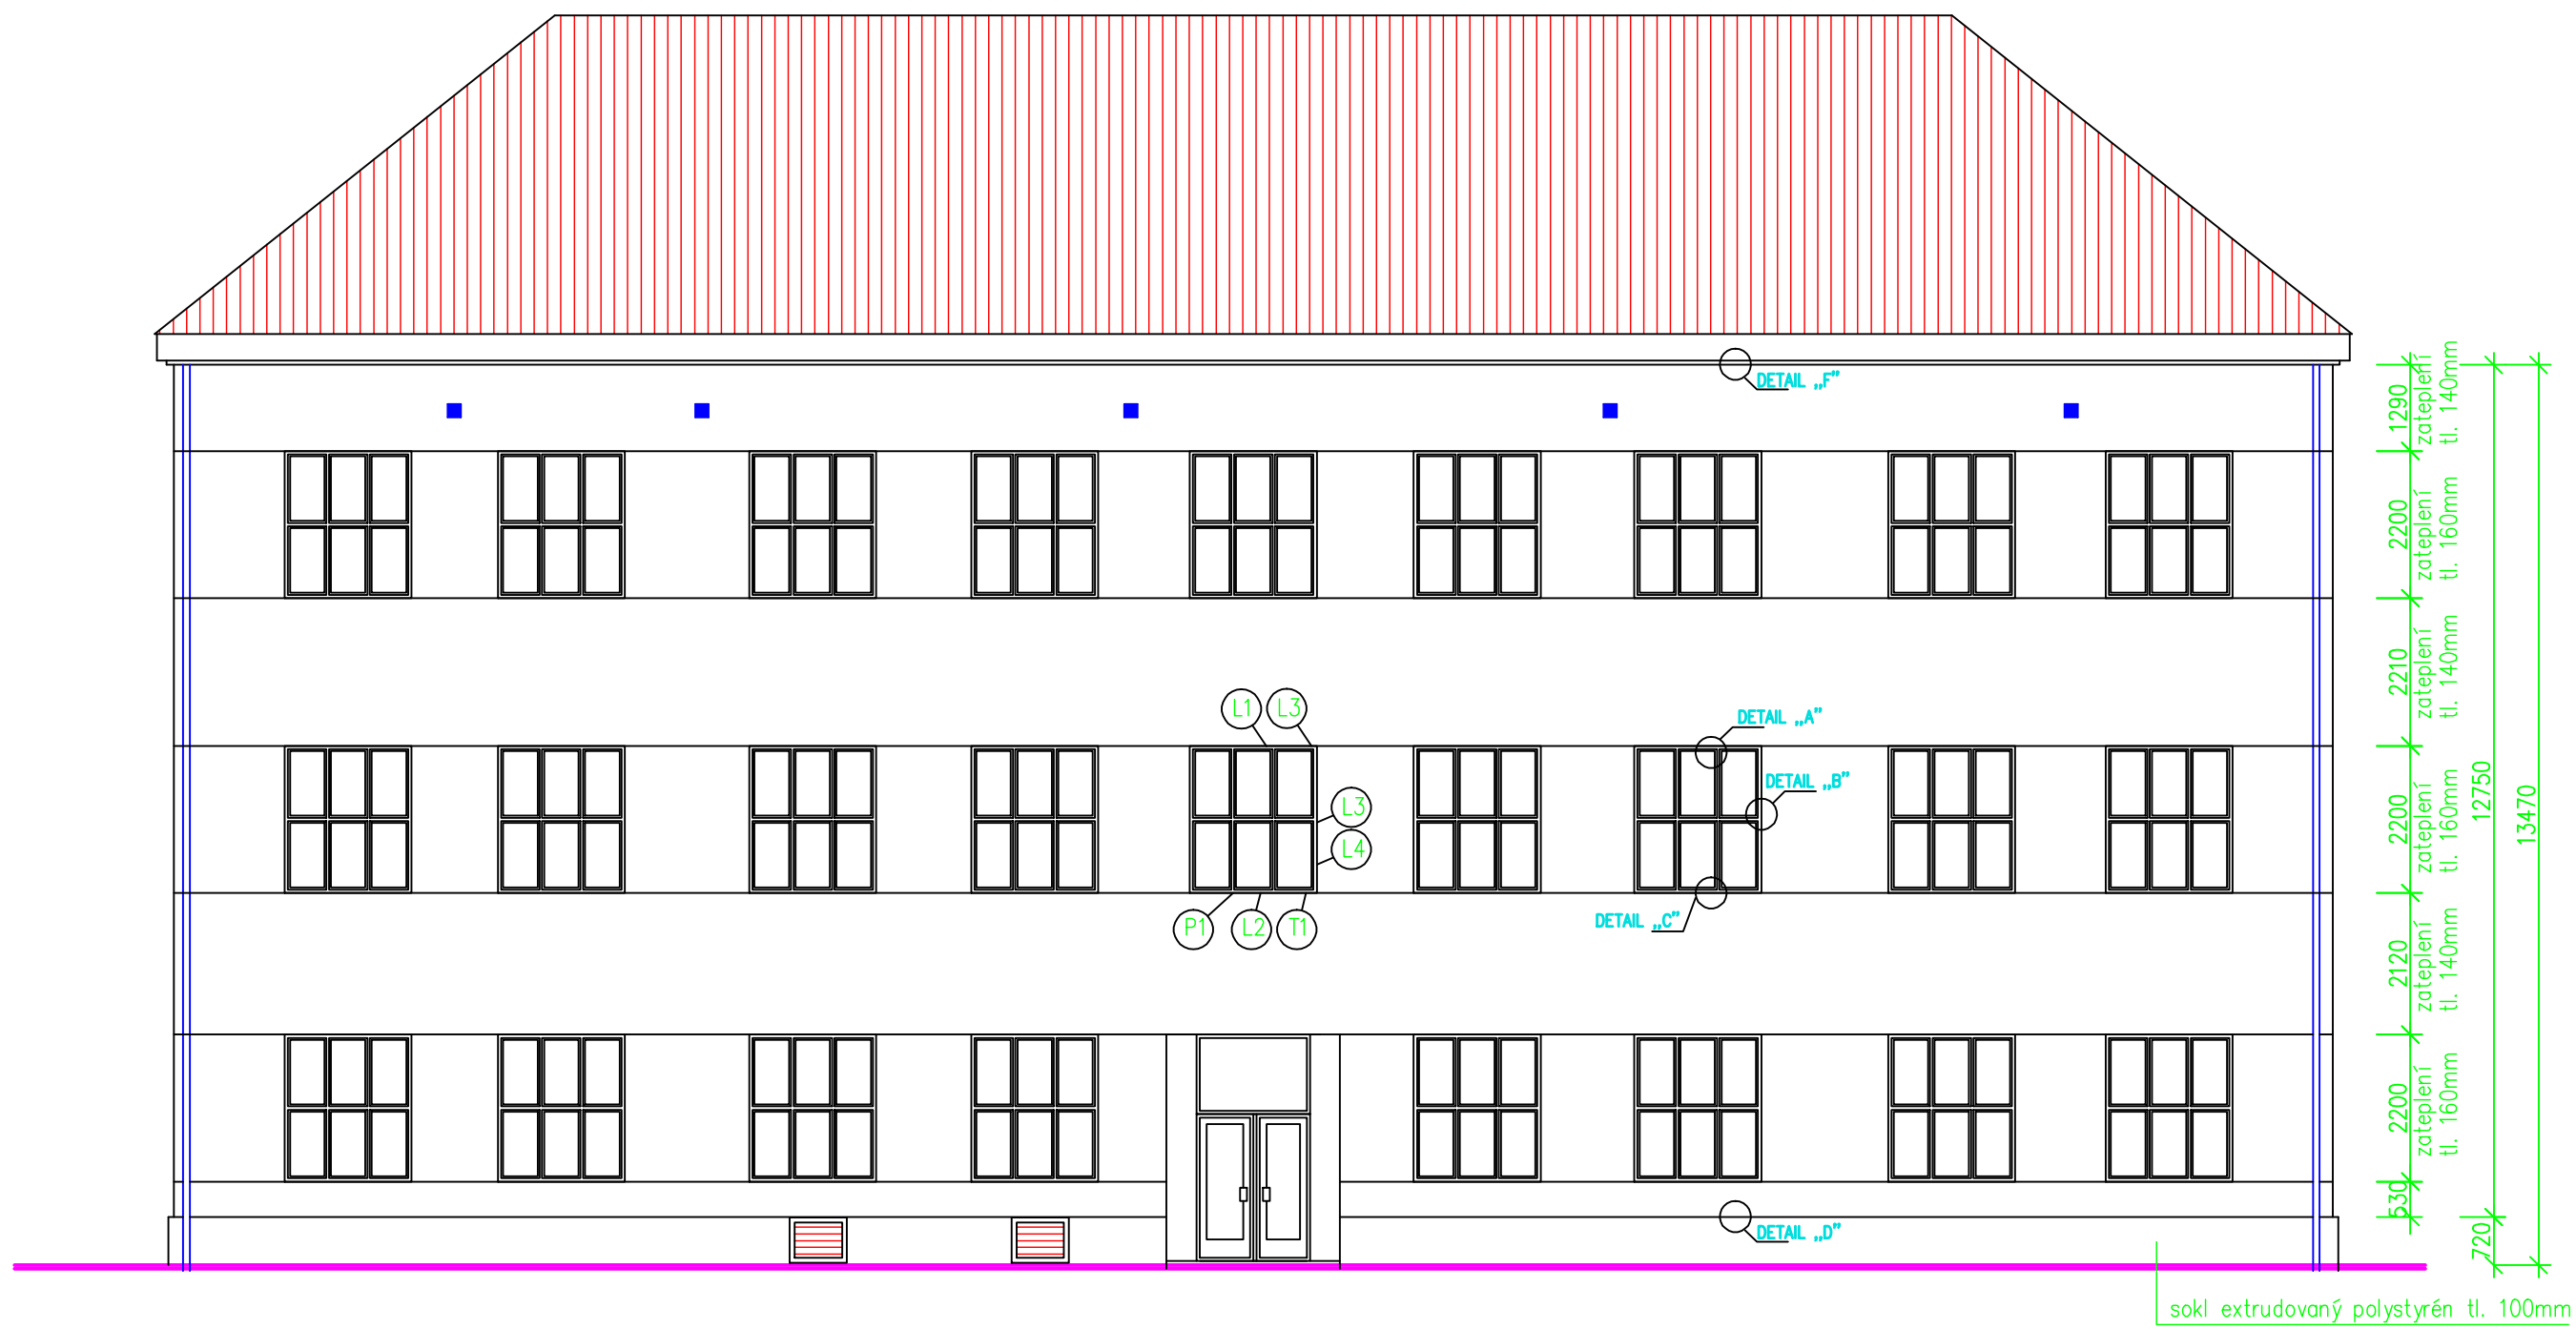 DETAIL „F”
L1
L3
DETAIL „A”
DETAIL „B”
L3
L4
P1
L2
T1
DETAIL „C”
DETAIL „D”
1290
zateplení
tl. 140mm
2200
zateplení
tl. 160mm
2210
zateplení
tl. 140mm
2200
zateplení
tl. 160mm
2120
zateplení
tl. 140mm
2200
zateplení
tl. 160mm
530
12750
720
13470
sokl extrudovaný polystyrén tl. 100mm